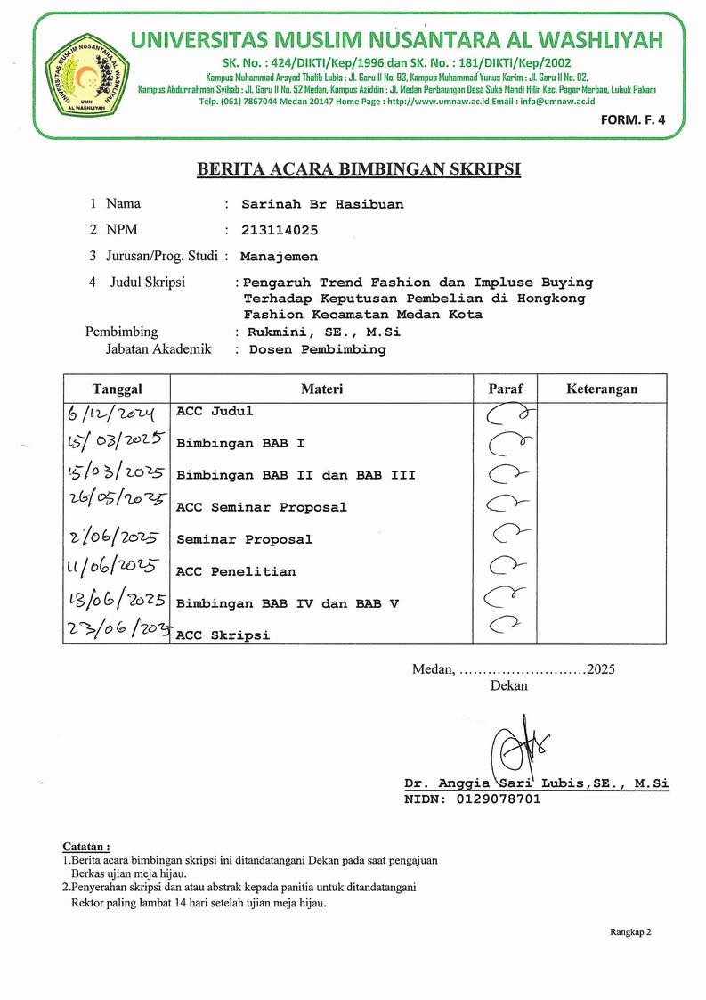 UNIVERSITAS MUSLIM NUSANTARA AL WASHLIYAH
SK. No. : 424/DIKTI/Kep/1996 dan SK. No. : 181/DIKTI/Kep/2002
Kampus Muhammad Arsyad Thalib Lubis : Jl. Garu II No. 93, Kampus Muhammad Yunus Karim : Jl. Garu II No. 02,
Kampus Abdurrahman Syihab : Jl. Garu II No. 52 Medan, Kampus Aziddin : Jl. Medan Perbaungan Desa Suka Mandi Hilir Kec. Pagar Merbau, Lubuk Pakam
Telp. (061) 7867044 Medan 20147 Home Page : http://www.umnaw.ac.id Email : info@umnaw.ac.id
UNIVERSITAS MUSLIM NUSANTARA AL WASHLIYAH
UMN
AL WASHLIYAH
FORM. F. 4
BERITA ACARA BIMBINGAN SKRIPSI
1 Nama : Sarinah Br Hasibuan
2 NPM : 213114025
3 Jurusan/Prog. Studi : Manajemen
4 Judul Skripsi : Pengaruh Trend Fashion dan Impluse Buying
Terhadap Keputusan Pembelian di Hongkong
Fashion Kecamatan Medan Kota
Pembimbing : Rukmini, SE., M.Si
Jabatan Akademik : Dosen Pembimbing
Tanggal Materi Paraf Keterangan
6/12/2024 ACC Judul
15/03/2025 Bimbingan BAB I
15/03/2025 Bimbingan BAB II dan BAB III
26/05/2025 ACC Seminar Proposal
2/06/2025 Seminar Proposal
11/06/2025 ACC Penelitian
13/06/2025 Bimbingan BAB IV dan BAB V
23/06/2025 ACC Skripsi
Medan, ...........................2025
Dekan
Dr. Anggia Sari Lubis,SE., M.Si
NIDN: 0129078701
Catatan :
1.Berita acara bimbingan skripsi ini ditandatangani Dekan pada saat pengajuan
Berkas ujian meja hijau.
2.Penyerahan skripsi dan atau abstrak kepada panitia untuk ditandatangani
Rektor paling lambat 14 hari setelah ujian meja hijau.
Rangkap 2